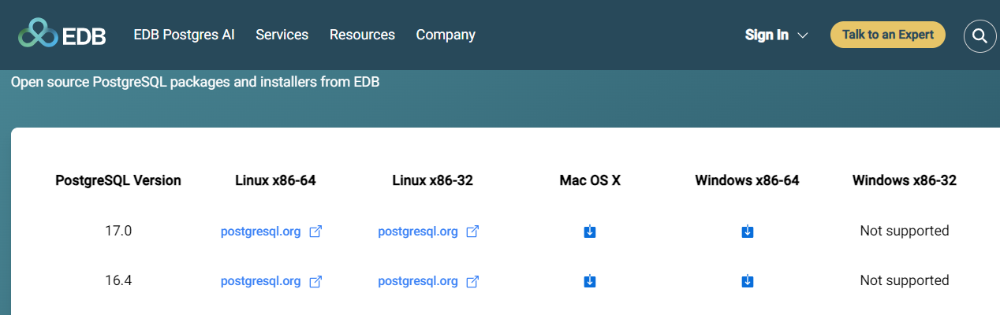 EDB EDB Postgres AI Services Resources Company Sign In Talk to an Expert
Open source PostgreSQL packages and installers from EDB
PostgreSQL Version Linux x86-64 Linux x86-32 Mac OS X Windows x86-64 Windows x86-32
17.0 postgresql.org postgresql.org Not supported
16.4 postgresql.org postgresql.org Not supported